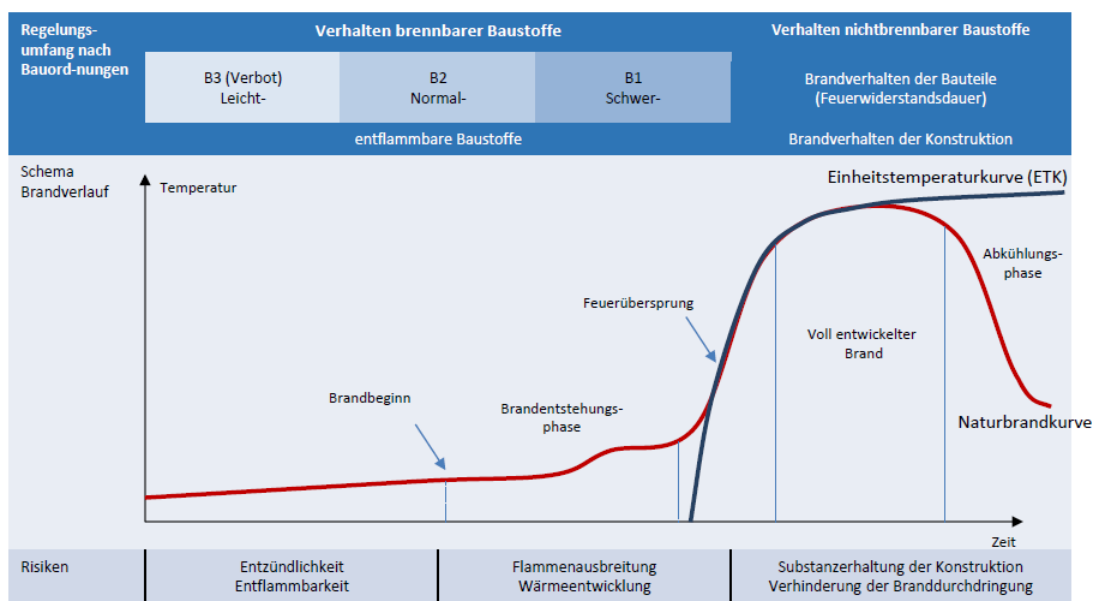 Regelungs-
umfang nach
Bauord-nungen
Verhalten brennbarer Baustoffe
Verhalten nichtbrennbarer Baustoffe
B3 (Verbot)
Leicht-
B2
Normal-
B1
Schwer-
Brandverhalten der Bauteile
(Feuerwiderstandsdauer)
entflammbare Baustoffe
Brandverhalten der Konstruktion
Schema
Brandverlauf
Temperatur
Einheitstemperaturkurve (ETK)
Abkühlungs-
phase
Feuerübersprung
Voll entwickelter
Brand
Brandbeginn
Brandentstehungs-
phase
Naturbrandkurve
Zeit
Risiken
Entzündlichkeit
Entflammbarkeit
Flammenausbreitung
Wärmeentwicklung
Substanzerhaltung der Konstruktion
Verhinderung der Branddurchdringung